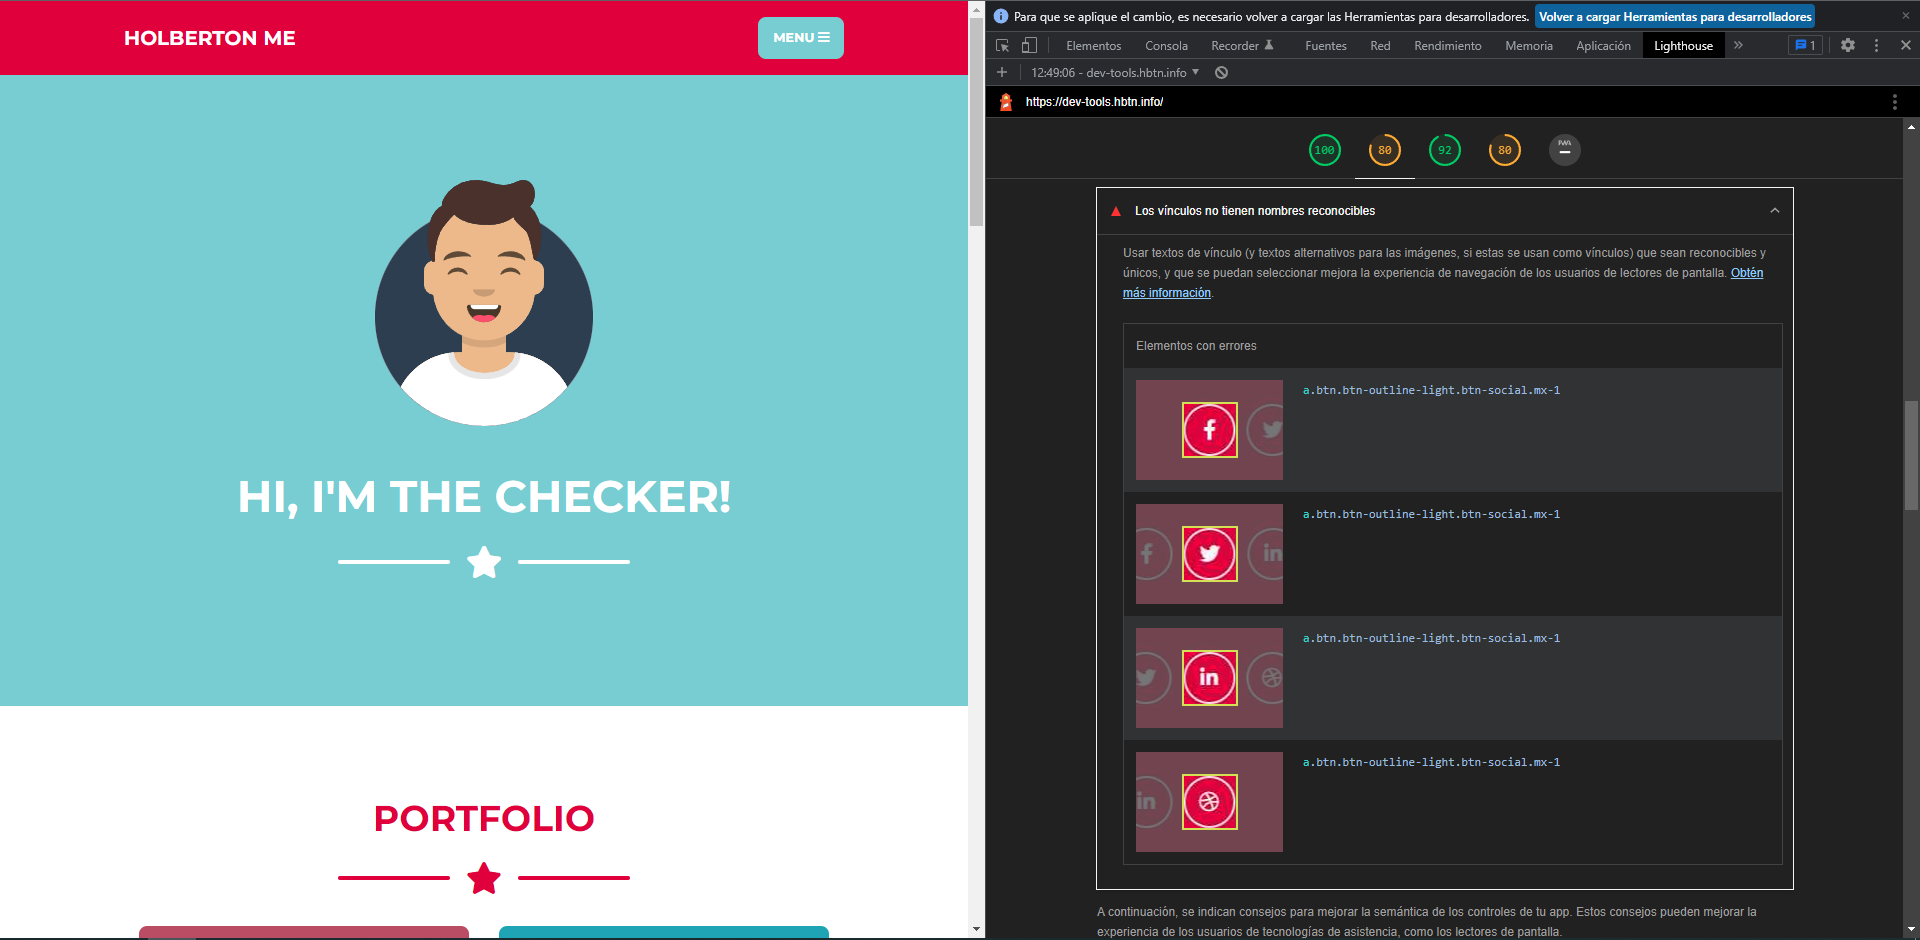 HOLBERTON ME
MENU
HI, I'M THE CHECKER!
PORTFOLIO
Para que se aplique el cambio, es necesario volver a cargar las Herramientas para desarrolladores. Volver a cargar Herramientas para desarrolladores
Elementos Consola Recorder Fuentes Red Rendimiento Memoria Aplicación Lighthouse 1
12:49:06 - dev-tools.hbtn.info
https://dev-tools.hbtn.info/
100 80 92 80 PWA
Los vínculos no tienen nombres reconocibles
Usar textos de vínculo (y textos alternativos para las imágenes, si estas se usan como vínculos) que sean reconocibles y
únicos, y que se puedan seleccionar mejora la experiencia de navegación de los usuarios de lectores de pantalla. Obtén
más información.
Elementos con errores
a.btn.btn-outline-light.btn-social.mx-1
a.btn.btn-outline-light.btn-social.mx-1
a.btn.btn-outline-light.btn-social.mx-1
a.btn.btn-outline-light.btn-social.mx-1
A continuación, se indican consejos para mejorar la semántica de los controles de tu app. Estos consejos pueden mejorar la
experiencia de los usuarios de tecnologías de asistencia, como los lectores de pantalla.